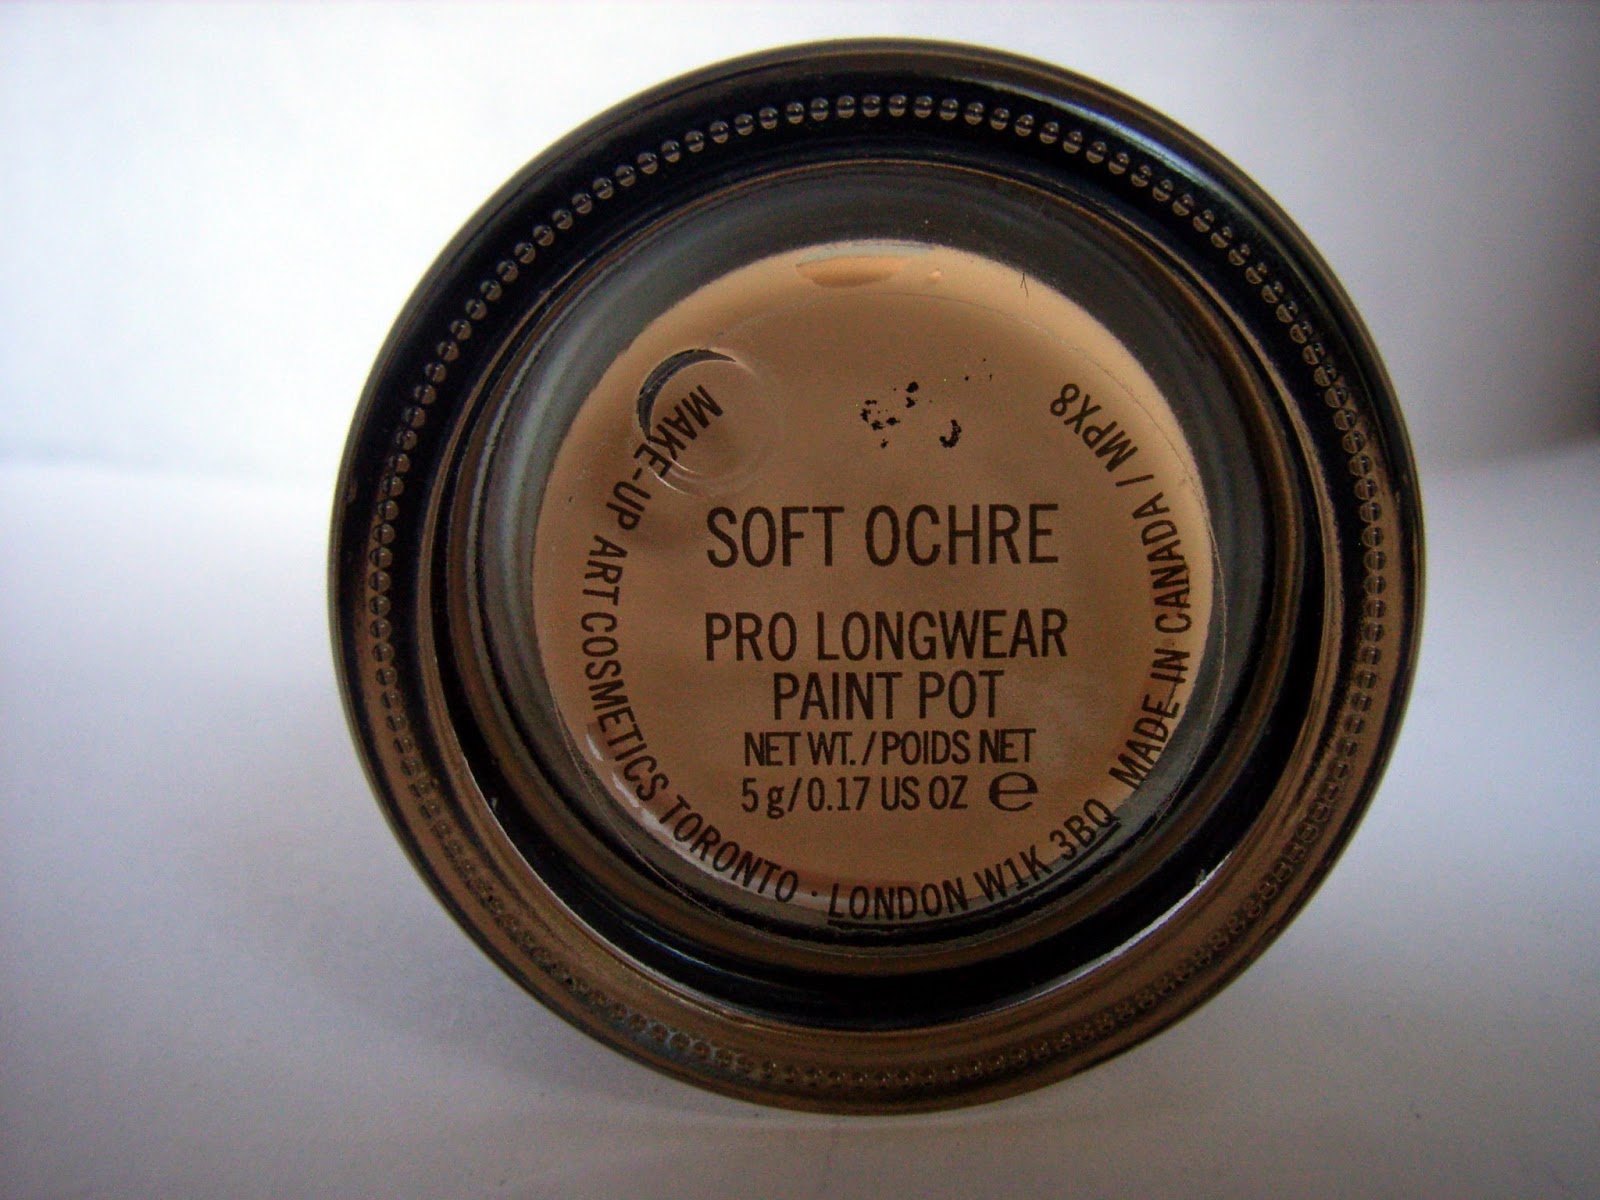 SOFT OCHRE
PRO LONGWEAR
PAINT POT
NET WT. / POIDS NET
5 g / 0.17 US OZ ℮
MAKE-UP ART COSMETICS TORONTO · LONDON W1K 3BQ MADE IN CANADA / MPX8